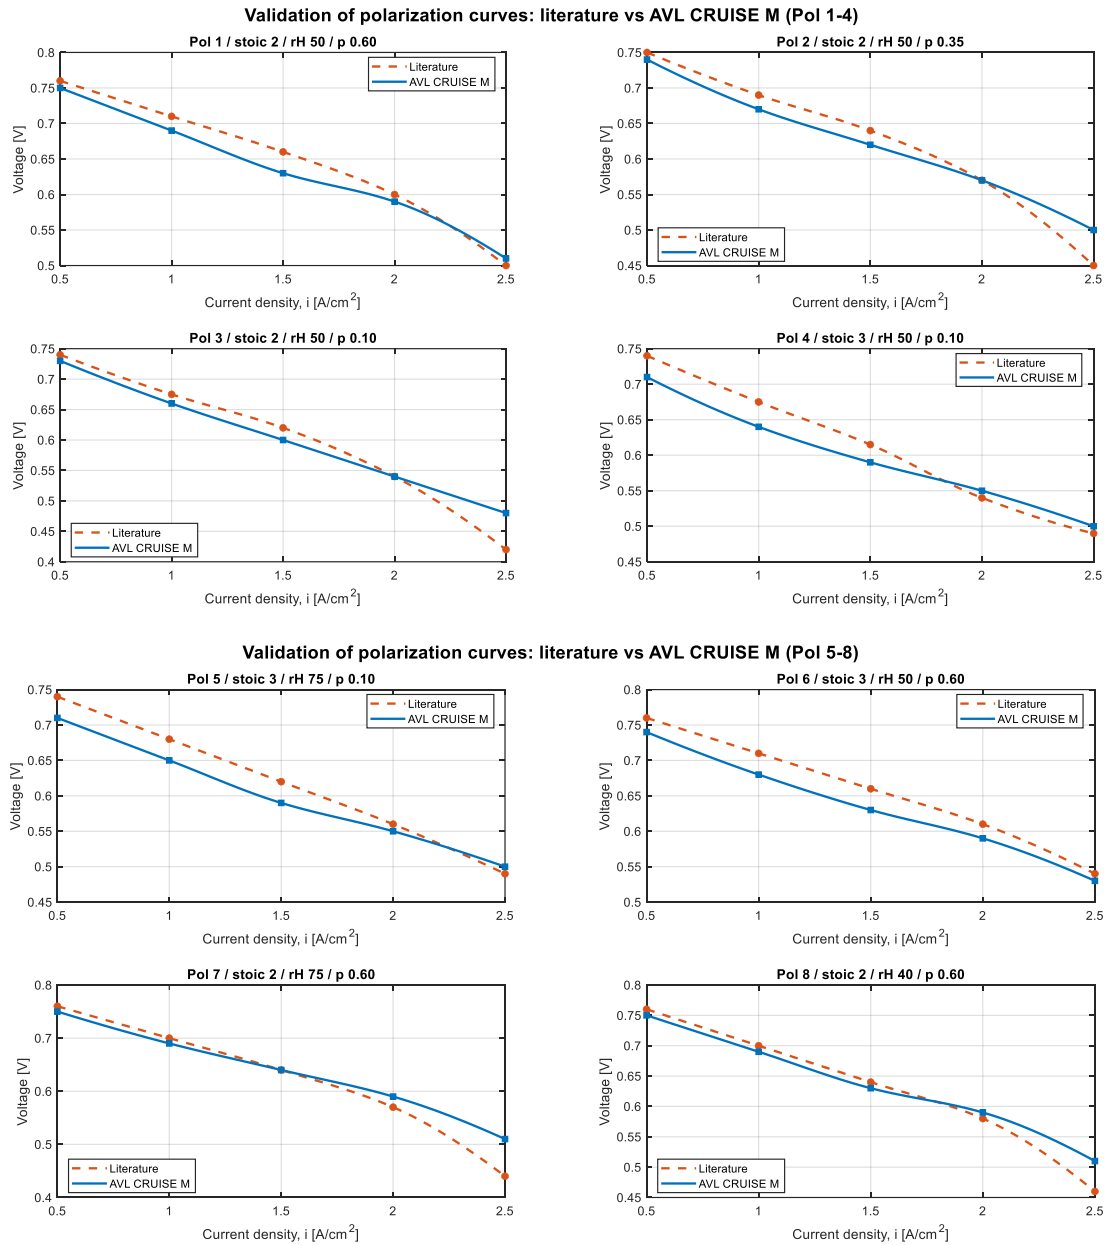 Validation of polarization curves: literature vs AVL CRUISE M (Pol 1-4)
Pol 1 / stoic 2 / rH 50 / p 0.60
0.8
0.75
0.7
0.65
0.6
0.55
0.5
Voltage [V]
Literature
AVL CRUISE M
0.5 1 1.5 2 2.5
Current density, i [A/cm²]
Pol 2 / stoic 2 / rH 50 / p 0.35
0.75
0.7
0.65
0.6
0.55
0.5
0.45
Voltage [V]
Literature
AVL CRUISE M
0.5 1 1.5 2 2.5
Current density, i [A/cm²]
Pol 3 / stoic 2 / rH 50 / p 0.10
0.75
0.7
0.65
0.6
0.55
0.5
0.45
0.4
Voltage [V]
Literature
AVL CRUISE M
0.5 1 1.5 2 2.5
Current density, i [A/cm²]
Pol 4 / stoic 3 / rH 50 / p 0.10
0.75
0.7
0.65
0.6
0.55
0.5
0.45
Voltage [V]
Literature
AVL CRUISE M
0.5 1 1.5 2 2.5
Current density, i [A/cm²]
Validation of polarization curves: literature vs AVL CRUISE M (Pol 5-8)
Pol 5 / stoic 3 / rH 75 / p 0.10
0.75
0.7
0.65
0.6
0.55
0.5
0.45
Voltage [V]
Literature
AVL CRUISE M
0.5 1 1.5 2 2.5
Current density, i [A/cm²]
Pol 6 / stoic 3 / rH 50 / p 0.60
0.8
0.75
0.7
0.65
0.6
0.55
0.5
Voltage [V]
Literature
AVL CRUISE M
0.5 1 1.5 2 2.5
Current density, i [A/cm²]
Pol 7 / stoic 2 / rH 75 / p 0.60
0.8
0.7
0.6
0.5
0.4
Voltage [V]
Literature
AVL CRUISE M
0.5 1 1.5 2 2.5
Current density, i [A/cm²]
Pol 8 / stoic 2 / rH 40 / p 0.60
0.8
0.75
0.7
0.65
0.6
0.55
0.5
0.45
Voltage [V]
Literature
AVL CRUISE M
0.5 1 1.5 2 2.5
Current density, i [A/cm²]